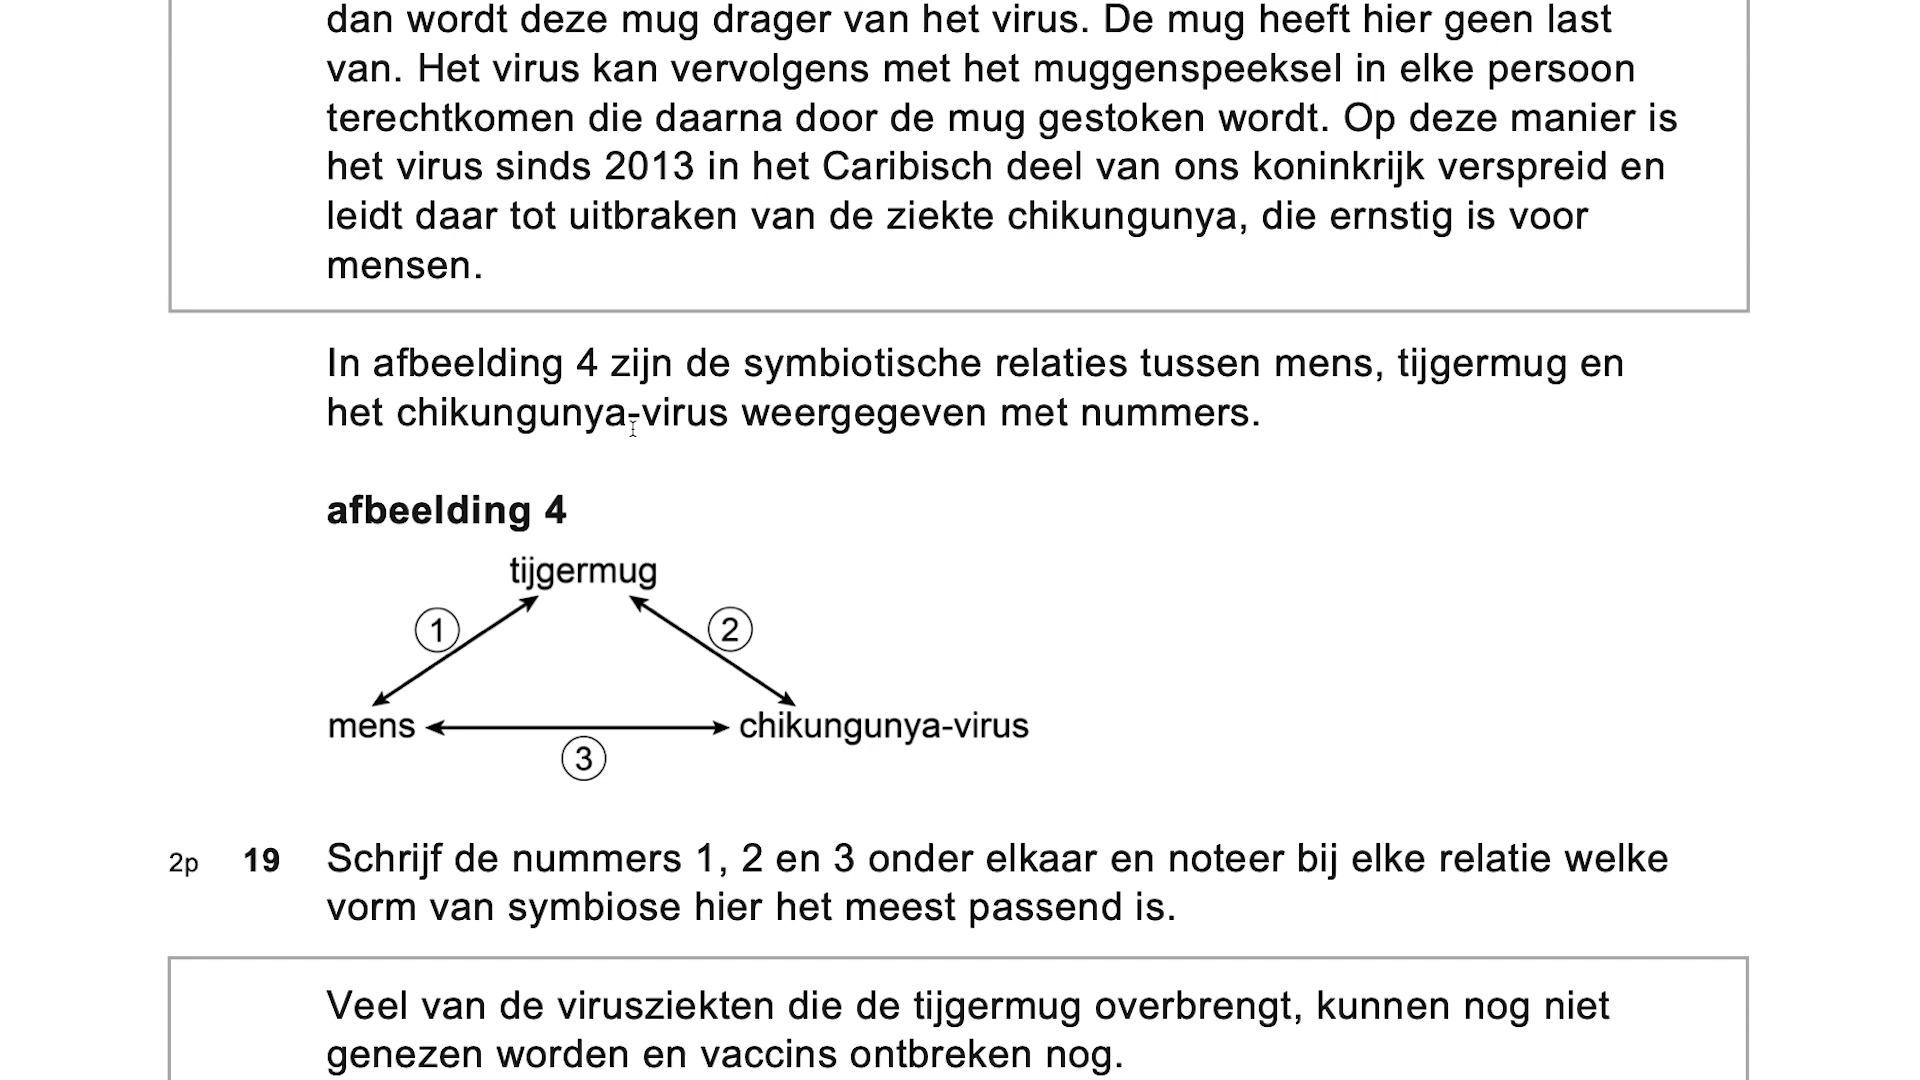 dan wordt deze mug drager van het virus. De mug heeft hier geen last
van. Het virus kan vervolgens met het muggenspeeksel in elke persoon
terechtkomen die daarna door de mug gestoken wordt. Op deze manier is
het virus sinds 2013 in het Caribisch deel van ons koninkrijk verspreid en
leidt daar tot uitbraken van de ziekte chikungunya, die ernstig is voor
mensen.
In afbeelding 4 zijn de symbiotische relaties tussen mens, tijgermug en
het chikungunya-virus weergegeven met nummers.
afbeelding 4
tijgermug
1
2
mens
chikungunya-virus
3
2p 19 Schrijf de nummers 1, 2 en 3 onder elkaar en noteer bij elke relatie welke
vorm van symbiose hier het meest passend is.
Veel van de virusziekten die de tijgermug overbrengt, kunnen nog niet
genezen worden en vaccins ontbreken nog.